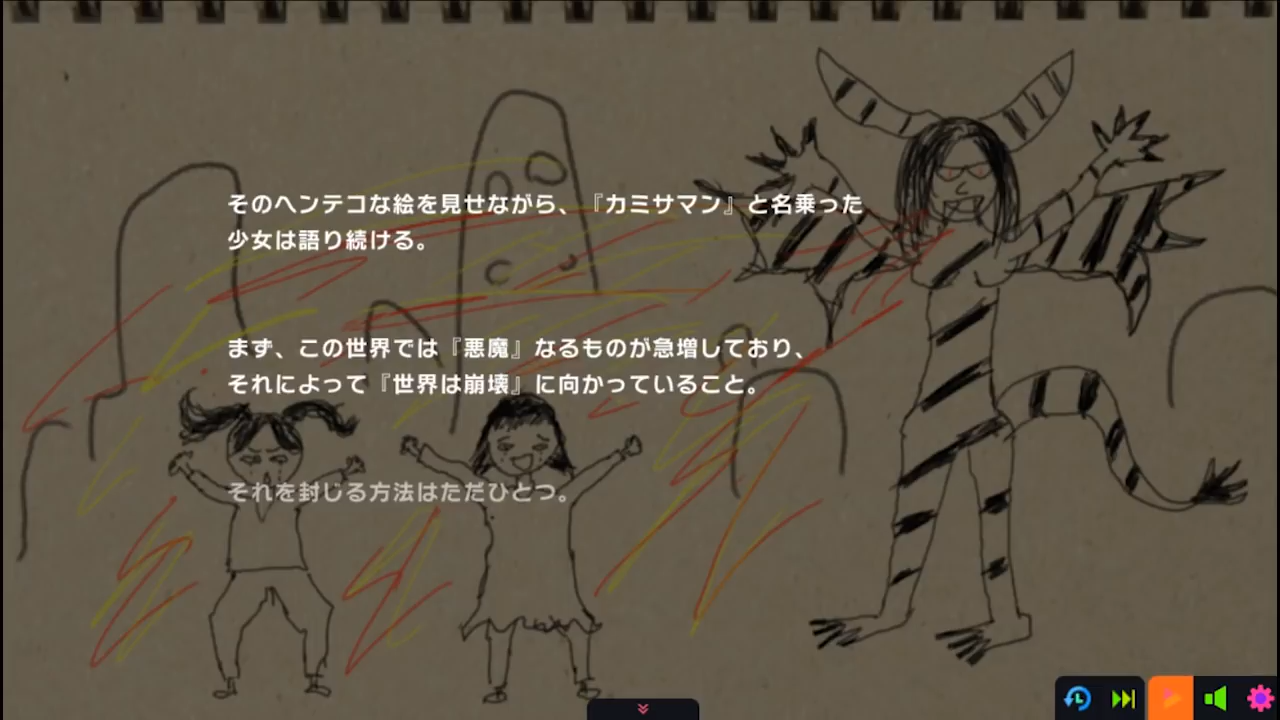 そのヘンテコな絵を見せながら、『カミサマン』と名乗った
少女は語り続ける。
まず、この世界では『悪魔』なるものが急増しており、
それによって『世界は崩壊』に向かっていること。
それを封じる方法はただひとつ。